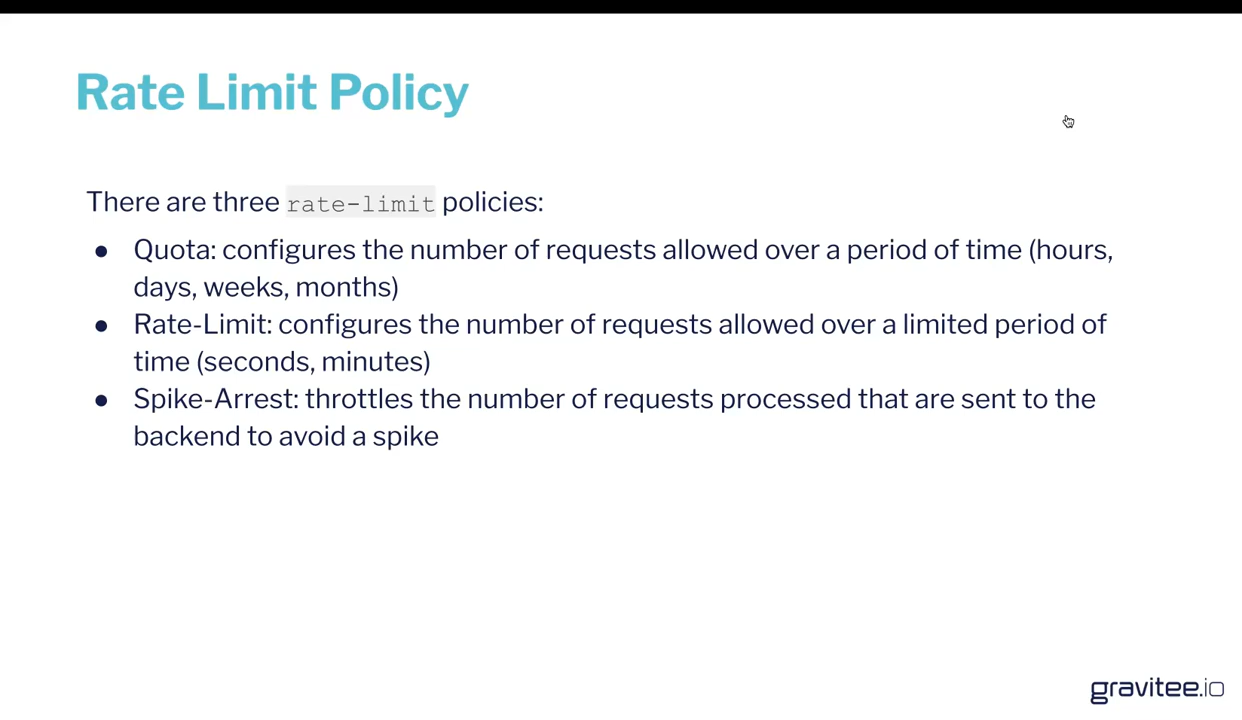 Rate Limit Policy
There are three rate-limit policies:
● Quota: configures the number of requests allowed over a period of time (hours,
days, weeks, months)
● Rate-Limit: configures the number of requests allowed over a limited period of
time (seconds, minutes)
● Spike-Arrest: throttles the number of requests processed that are sent to the
backend to avoid a spike
gravitee.io